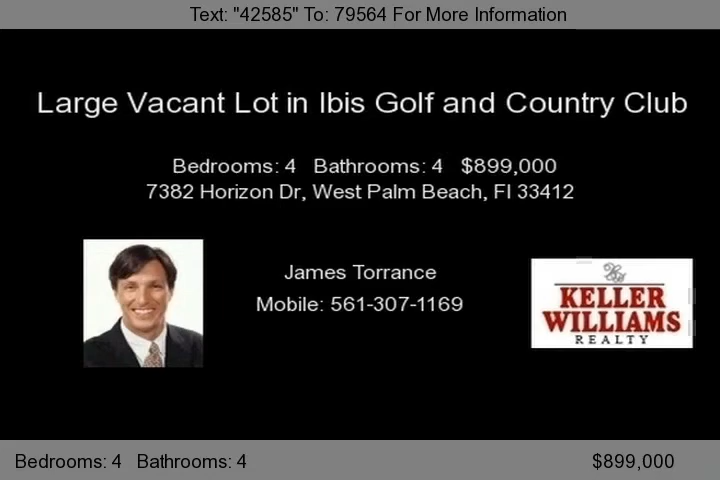 Text: "42585" To: 79564 For More Information
Large Vacant Lot in Ibis Golf and Country Club
Bedrooms: 4 Bathrooms: 4 $899,000
7382 Horizon Dr, West Palm Beach, Fl 33412
James Torrance
Mobile: 561-307-1169
KELLER
WILLIAMS
REALTY
Bedrooms: 4 Bathrooms: 4 $899,000